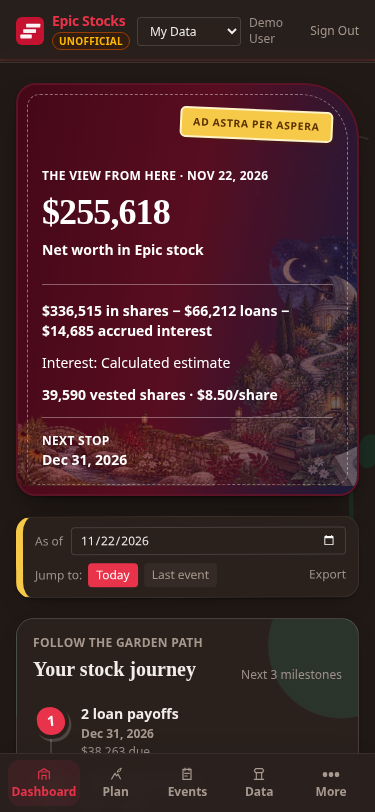 Epic Stocks
UNOFFICIAL
My Data
Demo User
Sign Out
AD ASTRA PER ASPERA
THE VIEW FROM HERE · NOV 22, 2026
$255,618
Net worth in Epic stock
$336,515 in shares − $66,212 loans −
$14,685 accrued interest
Interest: Calculated estimate
39,590 vested shares · $8.50/share
NEXT STOP
Dec 31, 2026
As of
11/22/2026
Jump to:
Today
Last event
Export
FOLLOW THE GARDEN PATH
Your stock journey
Next 3 milestones
1
2 loan payoffs
Dec 31, 2026
$38,263 due
Dashboard
Plan
Events
Data
More